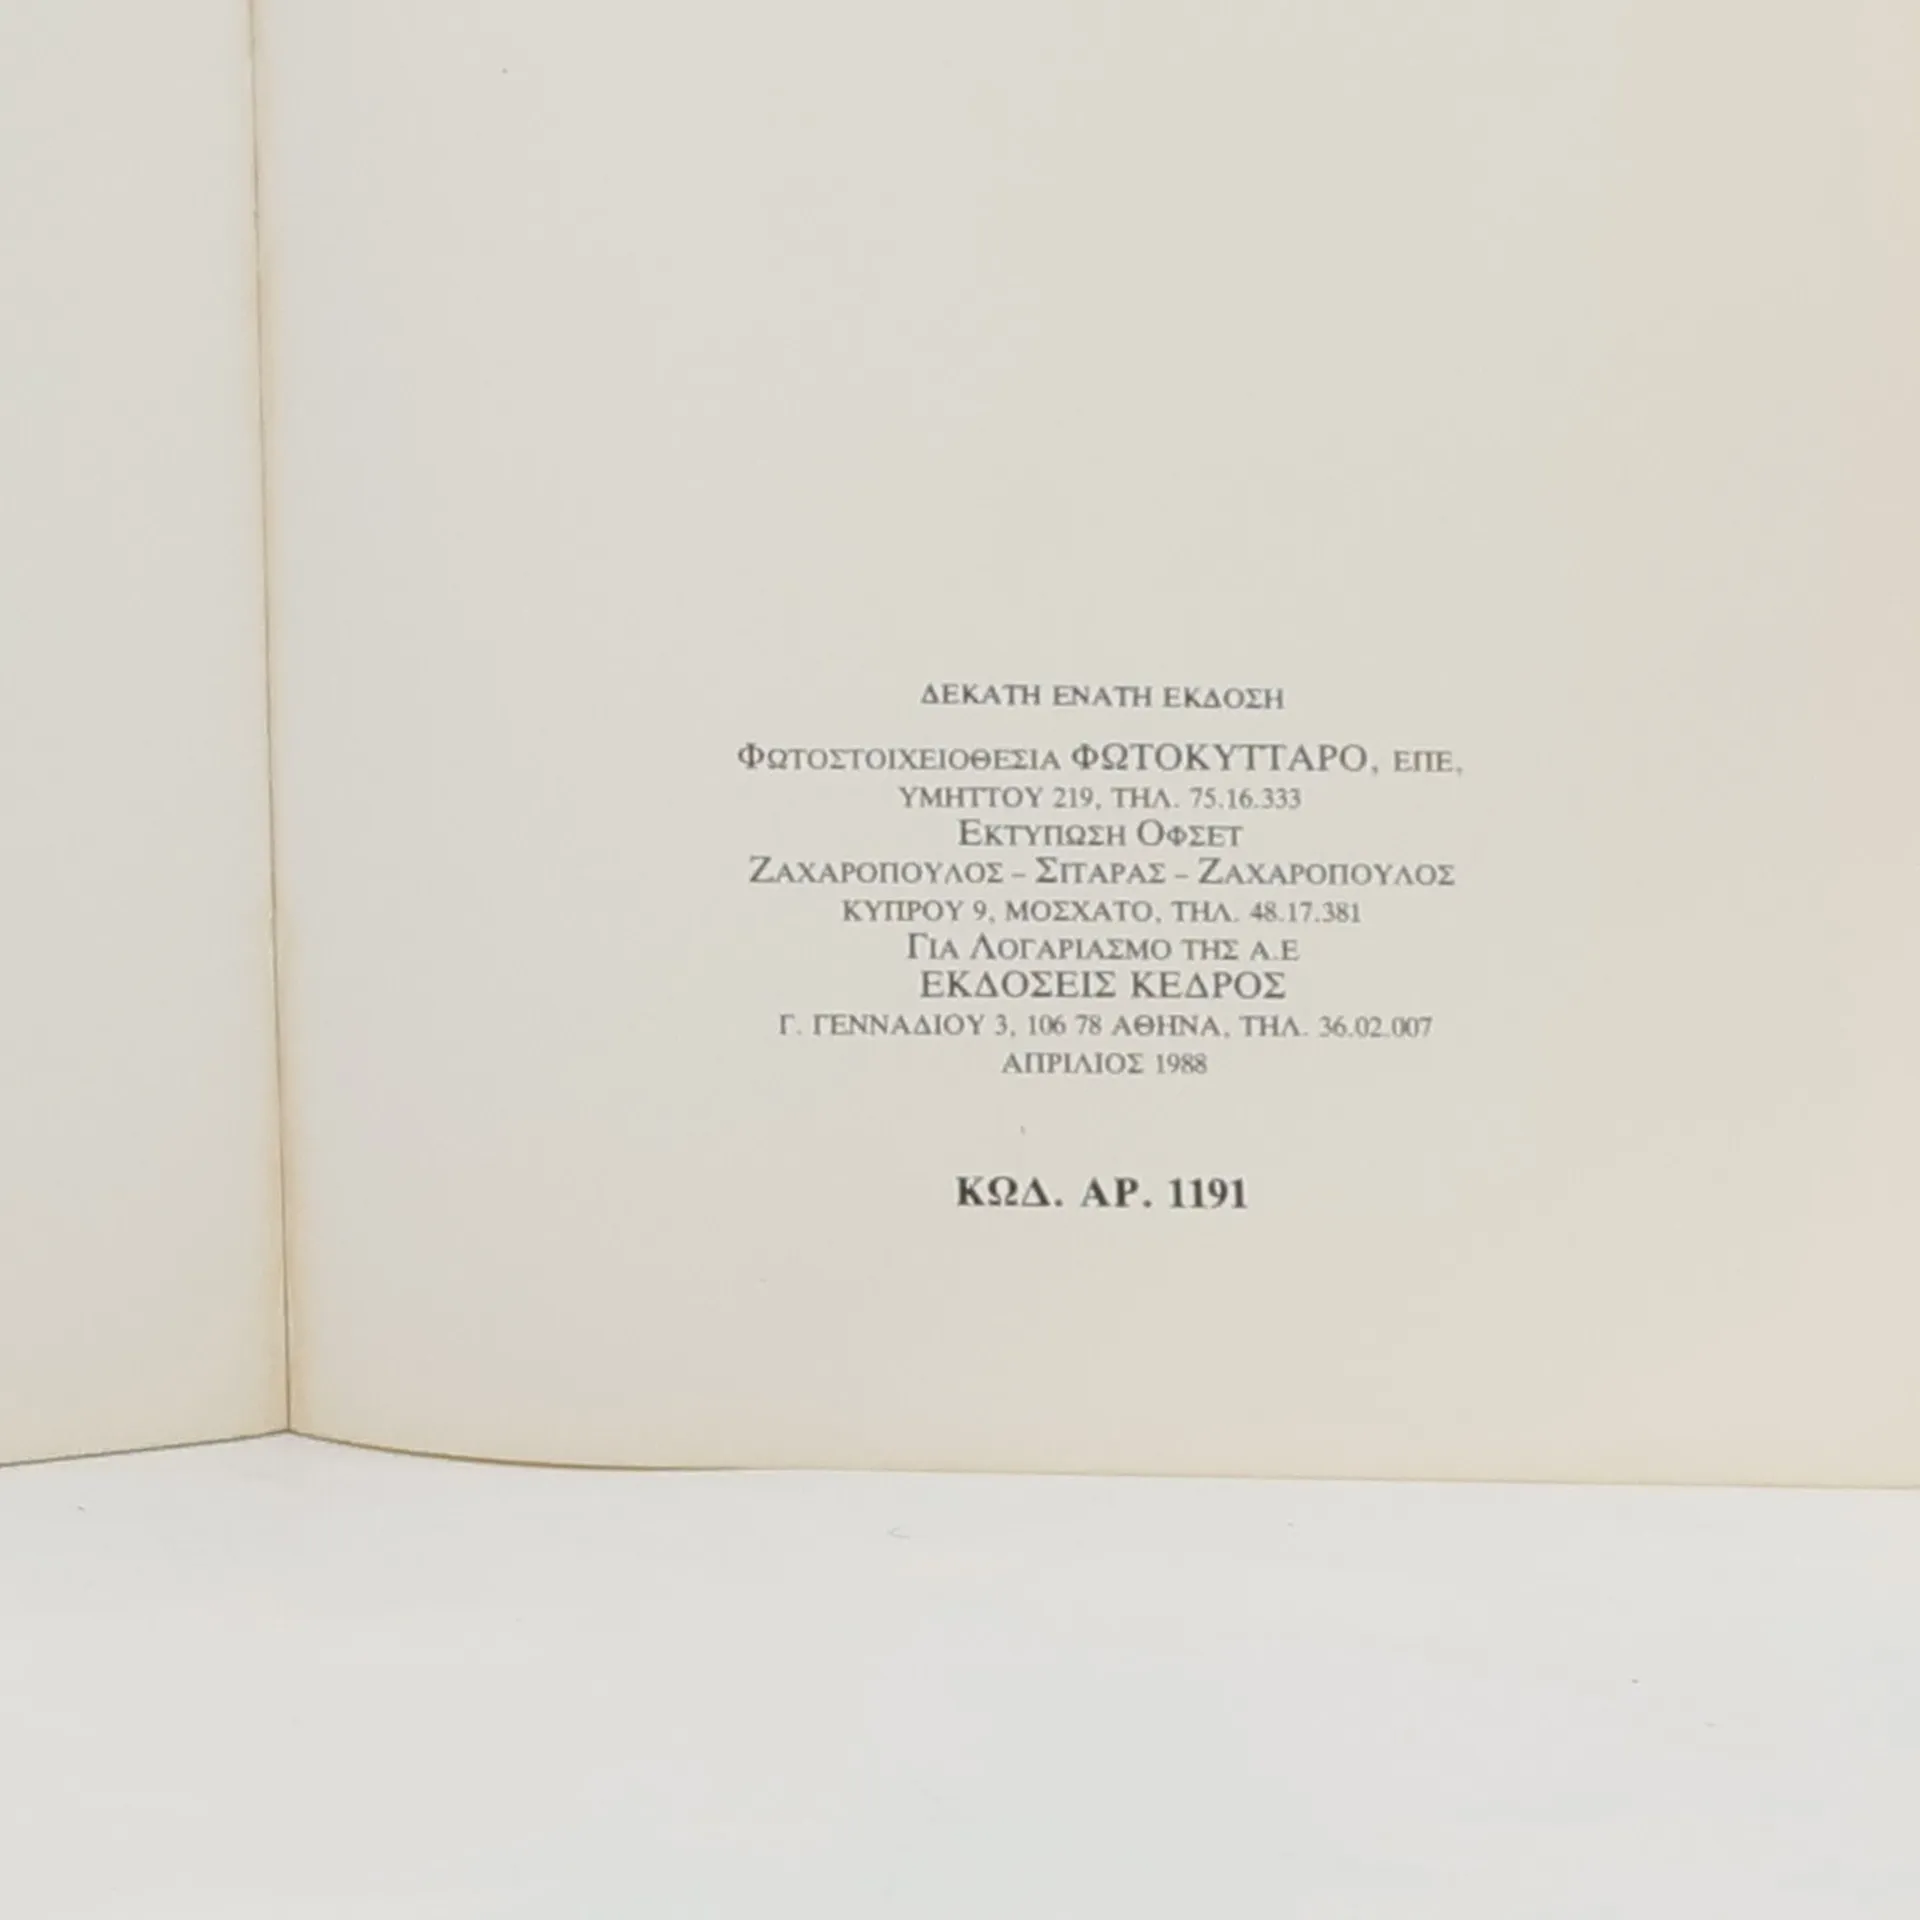 ΔΕΚΑΤΗ ΕΝΑΤΗ ΕΚΔΟΣΗ
ΦΩΤΟΣΤΟΙΧΕΙΟΘΕΣΙΑ ΦΩΤΟΚΥΤΤΑΡΟ, ΕΠΕ,
ΥΜΗΤΤΟΥ 219, ΤΗΛ. 75.16.333
ΕΚΤΥΠΩΣΗ ΟΦΣΕΤ
ΖΑΧΑΡΟΠΟΥΛΟΣ – ΣΙΤΑΡΑΣ – ΖΑΧΑΡΟΠΟΥΛΟΣ
ΚΥΠΡΟΥ 9, ΜΟΣΧΑΤΟ, ΤΗΛ. 48.17.381
ΓΙΑ ΛΟΓΑΡΙΑΣΜΟ ΤΗΣ Α.Ε
ΕΚΔΟΣΕΙΣ ΚΕΔΡΟΣ
Γ. ΓΕΝΝΑΔΙΟΥ 3, 106 78 ΑΘΗΝΑ, ΤΗΛ. 36.02.007
ΑΠΡΙΛΙΟΣ 1988
ΚΩΔ. ΑΡ. 1191